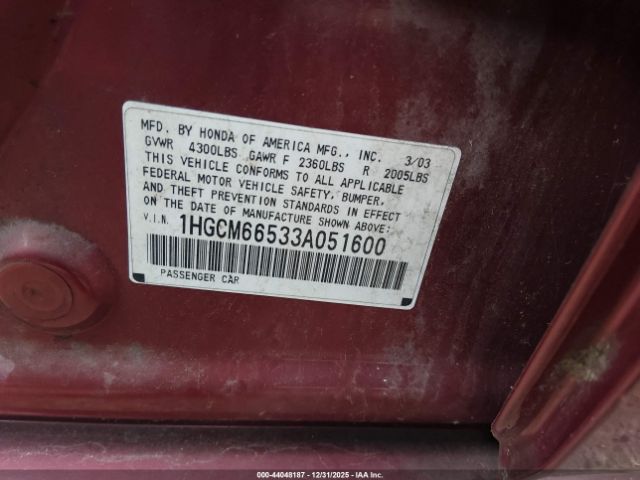 MFD. BY HONDA OF AMERICA MFG., INC. 3/03
GVWR 4300LBS GAWR F 2360LBS R 2005LBS
THIS VEHICLE CONFORMS TO ALL APPLICABLE
FEDERAL MOTOR VEHICLE SAFETY, BUMPER,
AND THEFT PREVENTION STANDARDS IN EFFECT
ON THE DATE OF MANUFACTURE SHOWN ABOVE:
V.I.N. 1HGCM66533A051600
PASSENGER CAR
000-44048187 - 12/31/2025 - IAA Inc.